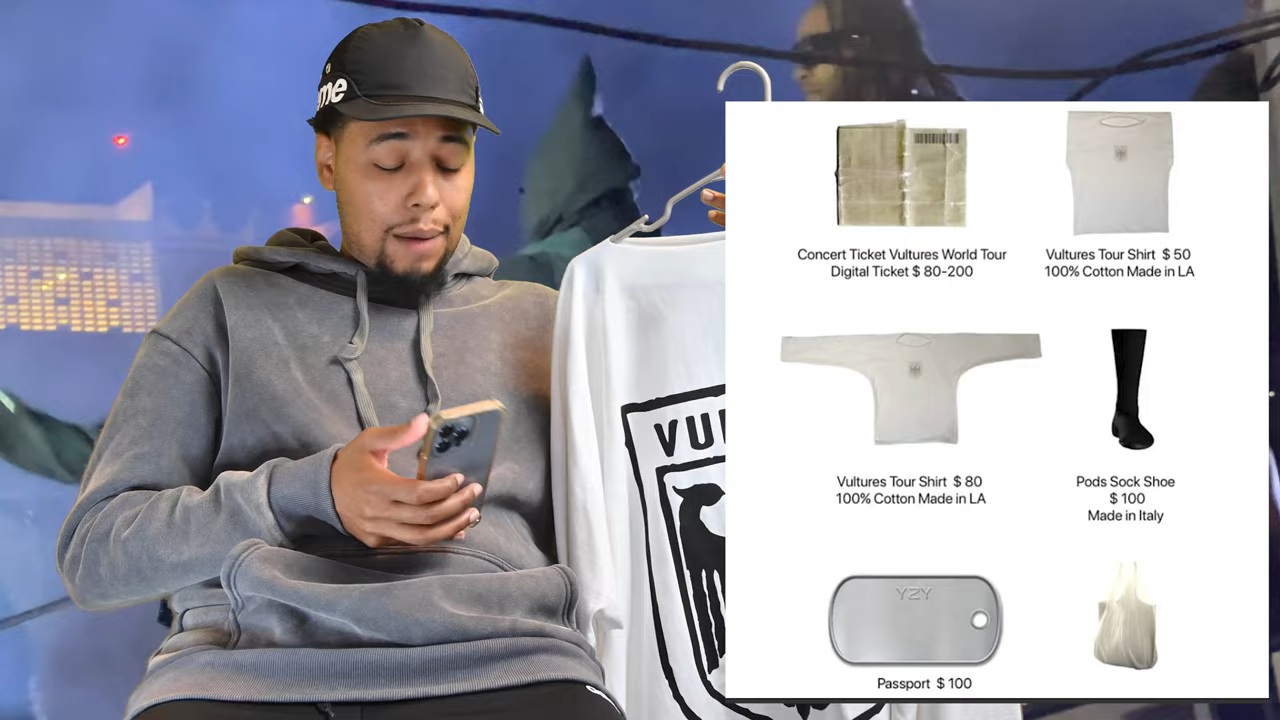 me
VUL
Concert Ticket Vultures World Tour
Digital Ticket $ 80-200
Vultures Tour Shirt $ 50
100% Cotton Made in LA
Vultures Tour Shirt $ 80
100% Cotton Made in LA
Pods Sock Shoe
$ 100
Made in Italy
YZY
Passport $ 100